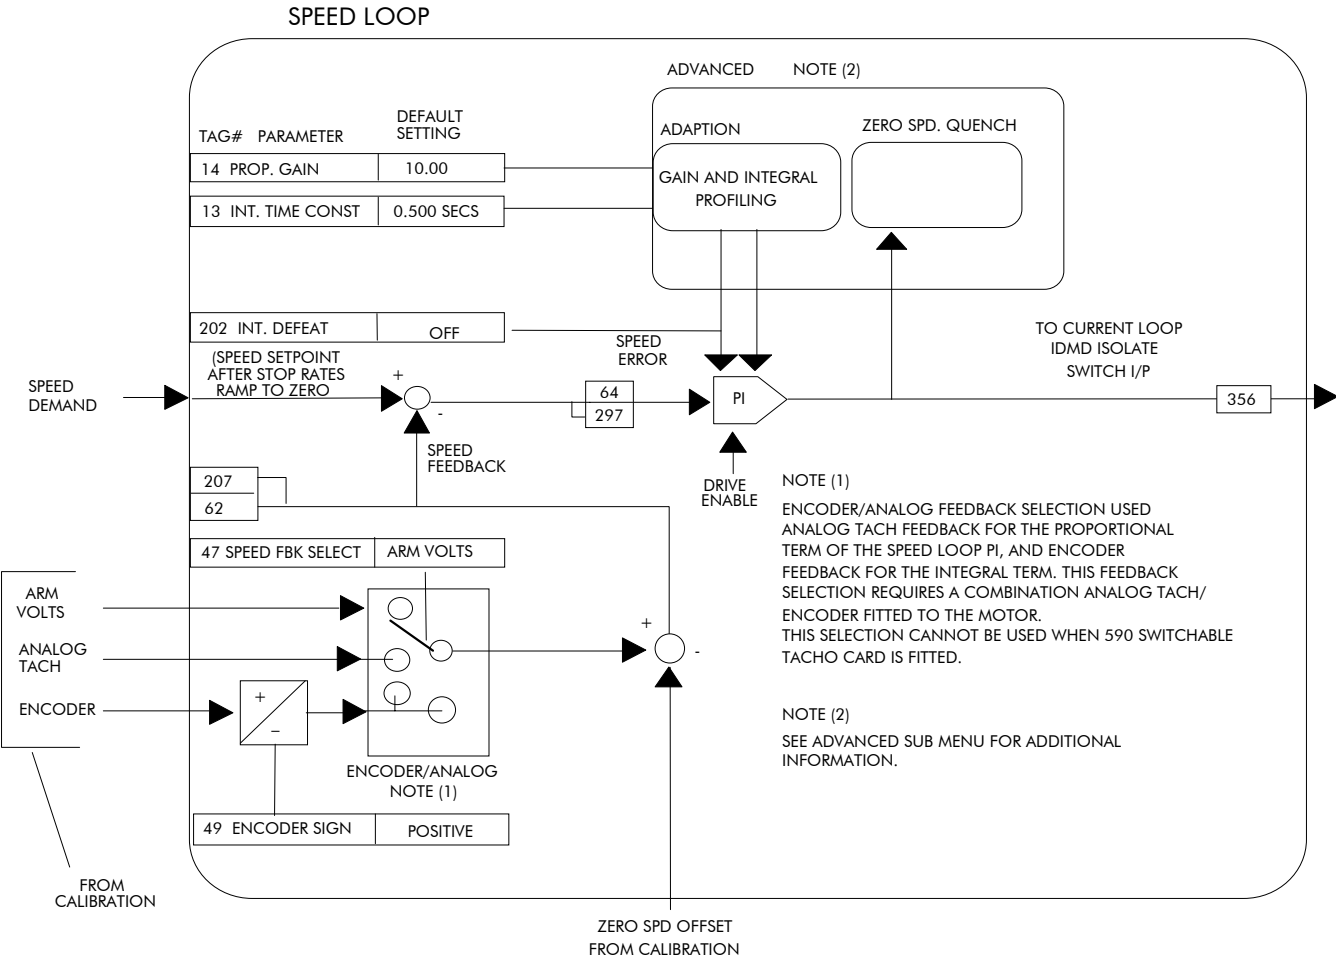 SPEED LOOP
ADVANCED NOTE (2)
TAG# PARAMETER
DEFAULT
SETTING
ADAPTION
ZERO SPD. QUENCH
14 PROP. GAIN 10.00
GAIN AND INTEGRAL
PROFILING
13 INT. TIME CONST 0.500 SECS
202 INT. DEFEAT OFF
SPEED
ERROR
TO CURRENT LOOP
IDMD ISOLATE
SWITCH I/P
(SPEED SETPOINT
AFTER STOP RATES
RAMP TO ZERO
SPEED
DEMAND
+
-
64
297
PI
356
SPEED
FEEDBACK
207
62
DRIVE
ENABLE
NOTE (1)
ENCODER/ANALOG FEEDBACK SELECTION USED
ANALOG TACH FEEDBACK FOR THE PROPORTIONAL
TERM OF THE SPEED LOOP PI, AND ENCODER
FEEDBACK FOR THE INTEGRAL TERM. THIS FEEDBACK
SELECTION REQUIRES A COMBINATION ANALOG TACH/
ENCODER FITTED TO THE MOTOR.
THIS SELECTION CANNOT BE USED WHEN 590 SWITCHABLE
TACHO CARD IS FITTED.
47 SPEED FBK SELECT ARM VOLTS
ARM
VOLTS
ANALOG
TACH
ENCODER
+
-
+
-
NOTE (2)
SEE ADVANCED SUB MENU FOR ADDITIONAL
INFORMATION.
ENCODER/ANALOG
NOTE (1)
49 ENCODER SIGN POSITIVE
FROM
CALIBRATION
ZERO SPD OFFSET
FROM CALIBRATION